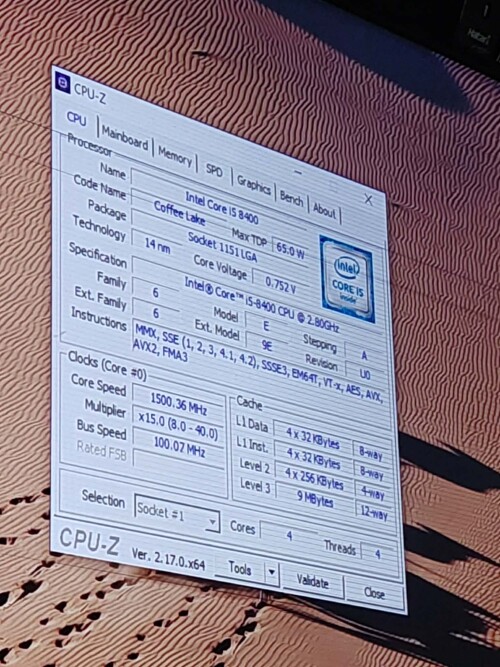 CPU-Z
CPU Mainboard Memory SPD Graphics Bench About
Processor
Name Intel Core i5 8400
Code Name Coffee Lake Max TDP 65.0 W
Package Socket 1151 LGA
Technology 14 nm Core Voltage 0.752 V
intel CORE i5 inside
Specification Intel® Core™ i5-8400 CPU @ 2.80GHz
Family 6 Model E Stepping A
Ext. Family 6 Ext. Model 9E Revision U0
Instructions MMX, SSE (1, 2, 3, 4.1, 4.2), SSSE3, EM64T, VT-x, AES, AVX,
AVX2, FMA3
Clocks (Core #0)
Core Speed 1500.36 MHz
Multiplier x15.0 (8.0 - 40.0)
Bus Speed 100.07 MHz
Rated FSB
Cache
L1 Data 4 x 32 KBytes 8-way
L1 Inst. 4 x 32 KBytes 8-way
Level 2 4 x 256 KBytes 4-way
Level 3 9 MBytes 12-way
Selection Socket #1 Cores 4 Threads 4
CPU-Z Ver. 2.17.0.x64 Tools Validate Close